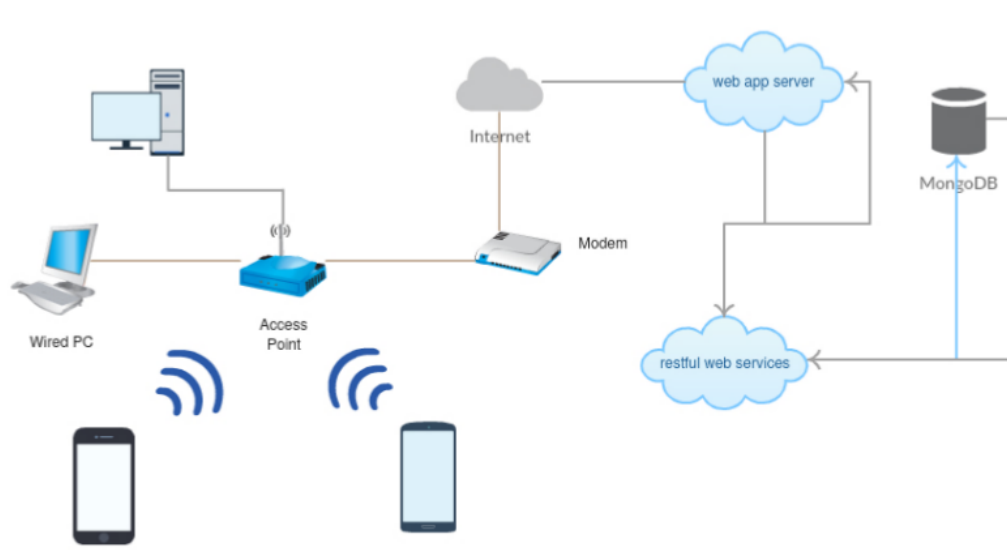 web app server
Internet
MongoDB
Modem
Access
Point
Wired PC
restful web services